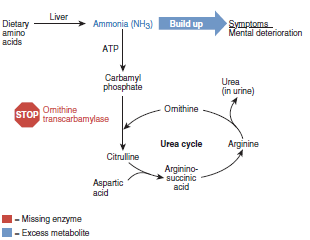 Liver
Dietary
amino
acids
Ammonia (NH3)
Build up
Symptoms
Mental deterioration
ATP
Carbamyl
phosphate
Urea
(in urine)
STOP
Ornithine
transcarbamylase
Ornithine
Urea cycle
Arginine
Citrulline
Aspartic
acid
Arginino-
succinic
acid
= Missing enzyme
= Excess metabolite